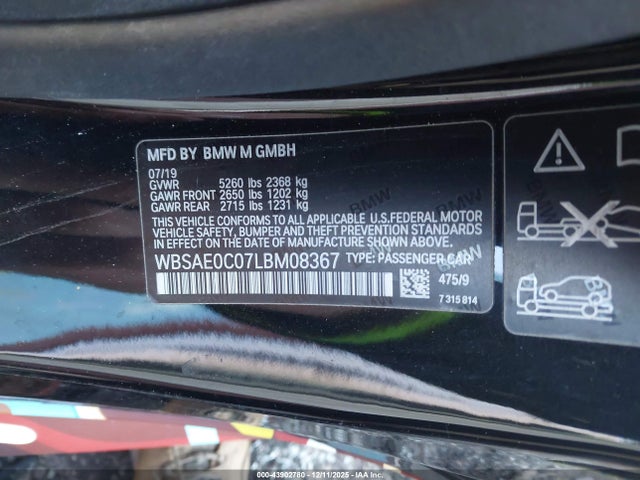 MFD BY BMW M GMBH
07/19
GVWR 5260 lbs 2368 kg
GAWR FRONT 2650 lbs 1202 kg
GAWR REAR 2715 lbs 1231 kg
THIS VEHICLE CONFORMS TO ALL APPLICABLE U.S.FEDERAL MOTOR
VEHICLE SAFETY, BUMPER AND THEFT PREVENTION STANDARDS
IN EFFECT ON THE DATE OF MANUFACTURE SHOWN ABOVE.
WBSAE0C07LBM08367 TYPE: PASSENGER CAR
475/9
7 315 814
000-43902780 - 12/11/2025 - IAAI.COM